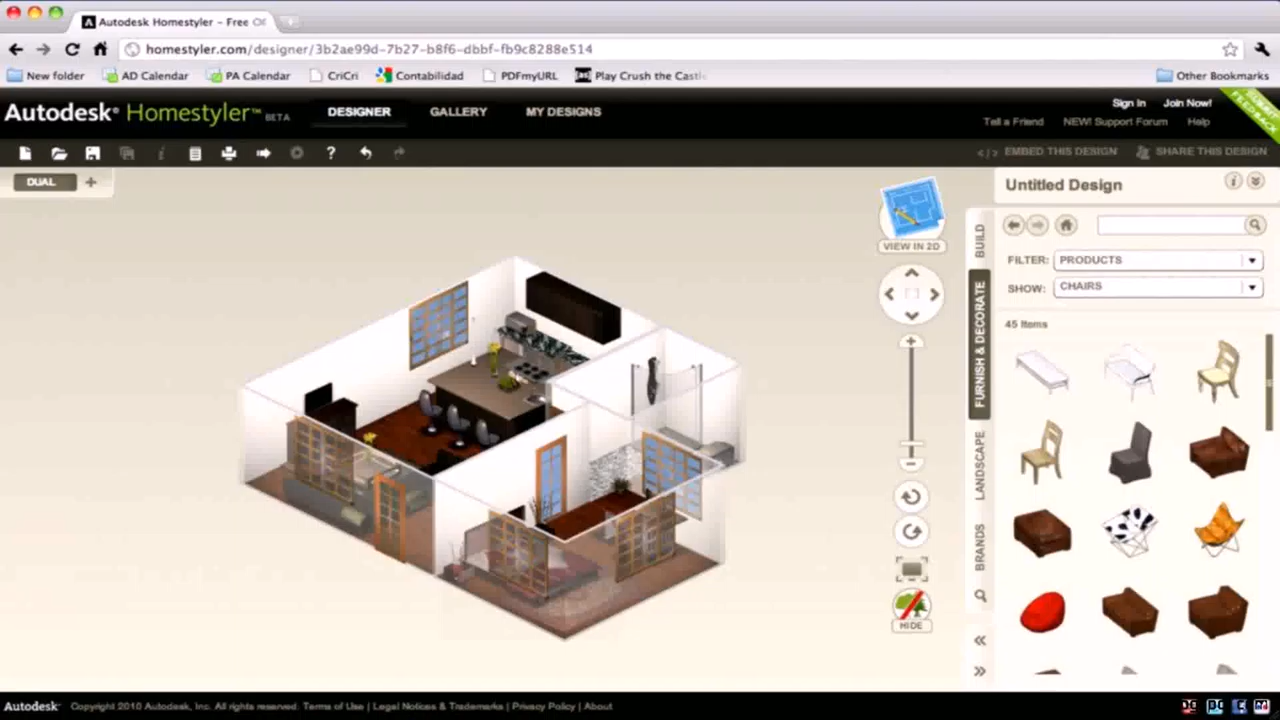 Autodesk Homestyler – Free
homestyler.com/designer/3b2ae99d-7b27-b8f6-dbbf-fb9c8288e514
New folder AD Calendar PA Calendar CriCri Contabilidad PDFmyURL Play Crush the Castl Other Bookmarks
Autodesk® Homestyler™ BETA DESIGNER GALLERY MY DESIGNS Sign In Join Now!
Tell a Friend NEW! Support Forum Help
FEEDBACK
</> EMBED THIS DESIGN SHARE THIS DESIGN
DUAL +
Untitled Design
VIEW IN 2D
BUILD
FURNISH & DECORATE
LANDSCAPE
BRANDS
FILTER: PRODUCTS
SHOW: CHAIRS
45 Items
HIDE
Autodesk Copyright 2010 Autodesk, Inc. All rights reserved. Terms of Use | Legal Notices & Trademarks | Privacy Policy | About